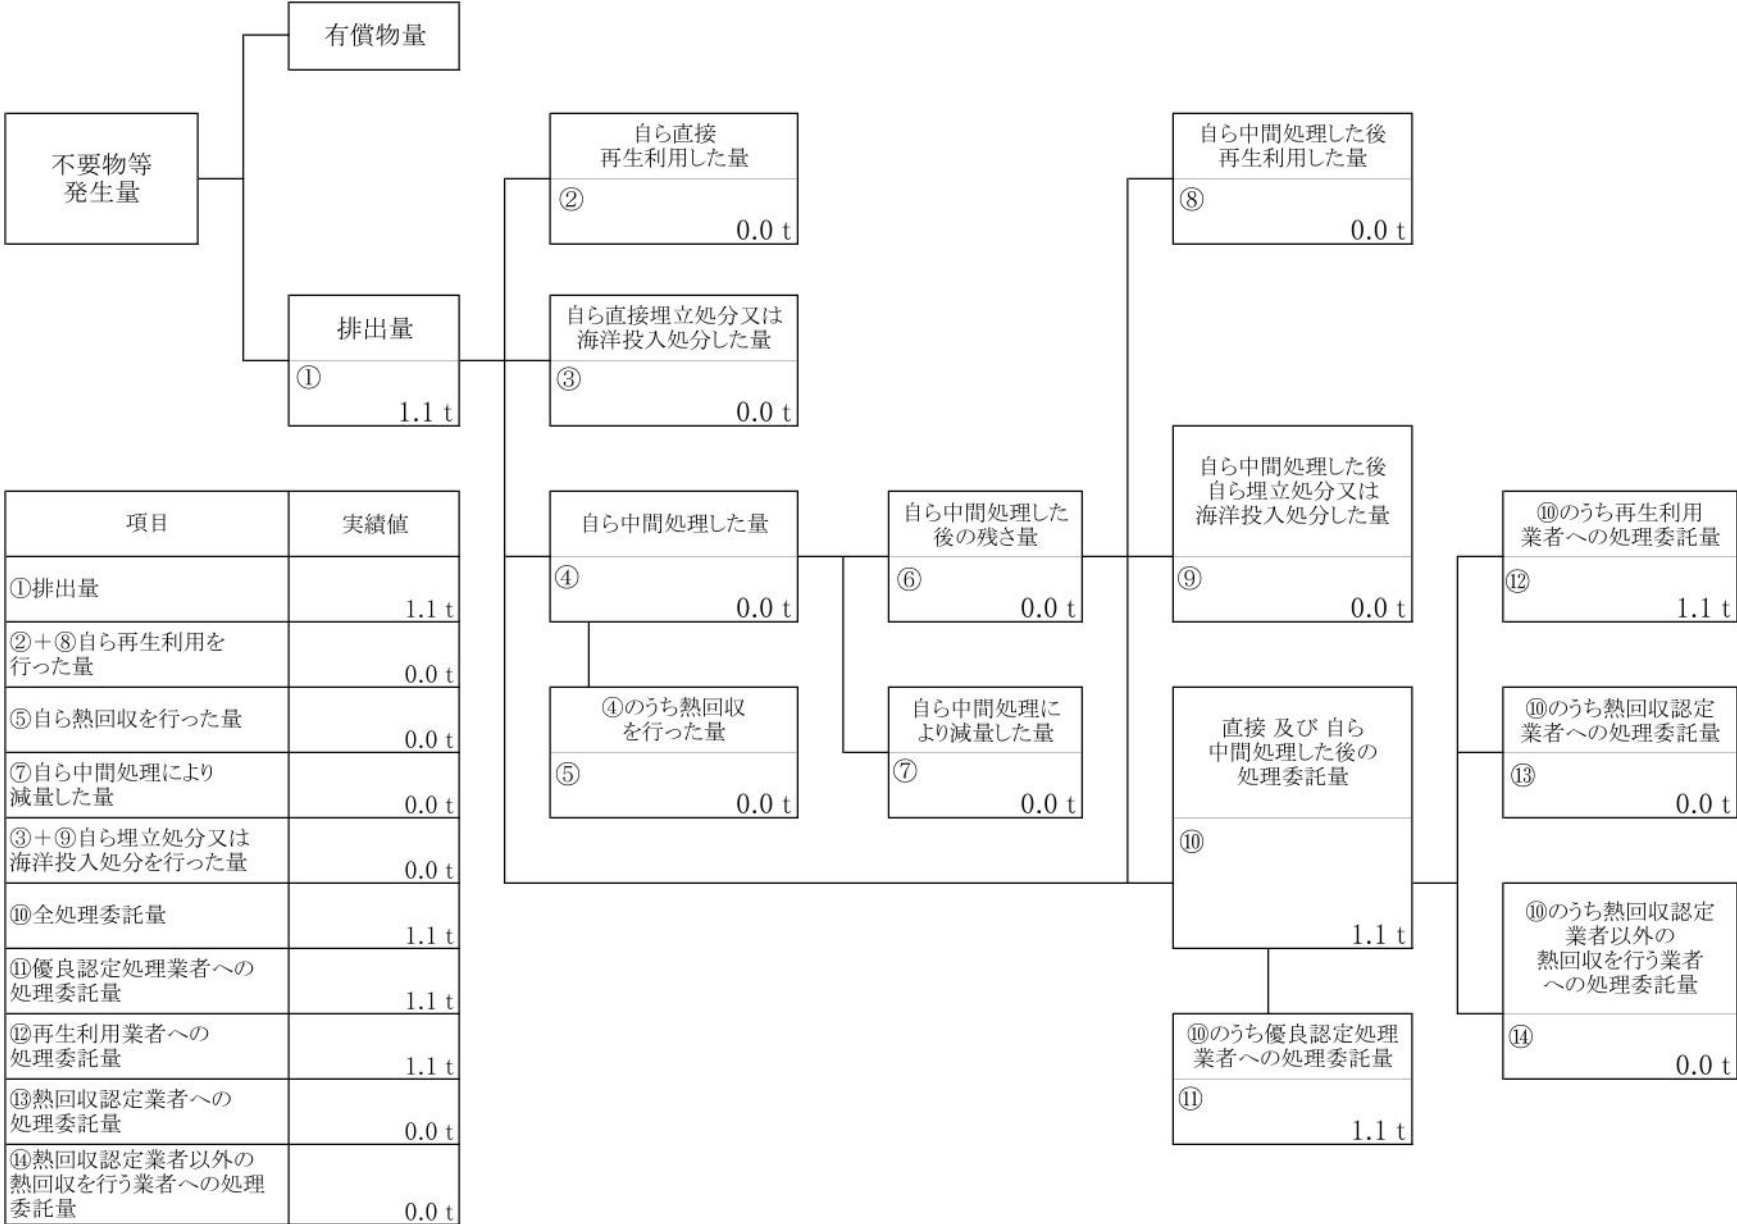 有償物量
不要物等
発生量
排出量
①
1.1 t
自ら直接
再生利用した量
②
0.0 t
自ら直接埋立処分又は
海洋投入処分した量
③
0.0 t
自ら中間処理した量
④
0.0 t
④のうち熱回収
を行った量
⑤
0.0 t
自ら中間処理した
後の残さ量
⑥
0.0 t
自ら中間処理に
より減量した量
⑦
0.0 t
自ら中間処理した後
再生利用した量
⑧
0.0 t
自ら中間処理した後
自ら埋立処分又は
海洋投入処分した量
⑨
0.0 t
直接 及び 自ら
中間処理した後の
処理委託量
⑩
1.1 t
⑩のうち優良認定処理
業者への処理委託量
⑪
1.1 t
⑩のうち再生利用
業者への処理委託量
⑫
1.1 t
⑩のうち熱回収認定
業者への処理委託量
⑬
0.0 t
⑩のうち熱回収認定
業者以外の
熱回収を行う業者
への処理委託量
⑭
0.0 t
項目
実績値
①排出量
1.1 t
②＋⑧自ら再生利用を
行った量
0.0 t
⑤自ら熱回収を行った量
0.0 t
⑦自ら中間処理により
減量した量
0.0 t
③＋⑨自ら埋立処分又は
海洋投入処分を行った量
0.0 t
⑩全処理委託量
1.1 t
⑪優良認定処理業者への
処理委託量
1.1 t
⑫再生利用業者への
処理委託量
1.1 t
⑬熱回収認定業者への
処理委託量
0.0 t
⑭熱回収認定業者以外の
熱回収を行う業者への処理
委託量
0.0 t